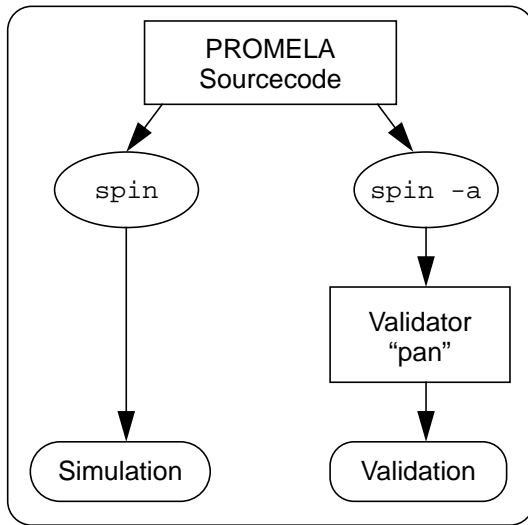 PROMELA
Sourcecode
spin
spin -a
Validator
“pan”
Simulation
Validation